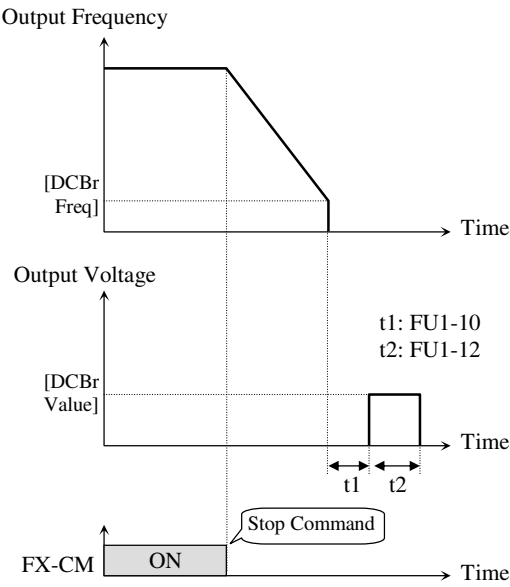 Output Frequency
[DCBr
Freq]
Time
Output Voltage
t1: FU1-10
t2: FU1-12
[DCBr
Value]
Time
t1
t2
Stop Command
FX-CM
ON
Time